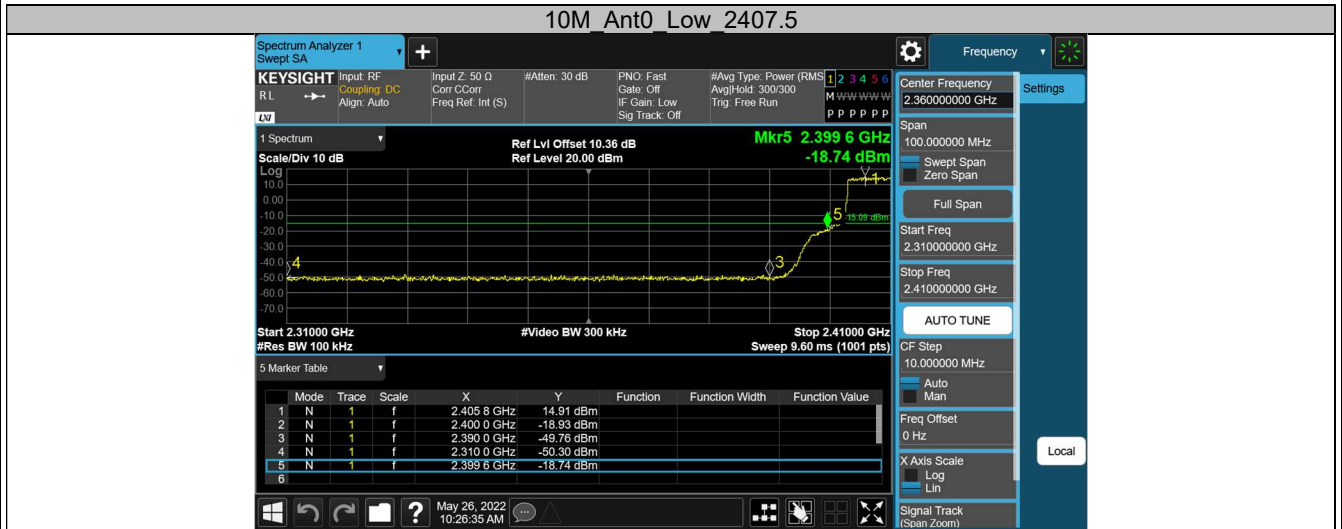 10M_Ant0_Low_2407.5
Spectrum Analyzer 1
Swept SA
+
Frequency
KEYSIGHT
RL
LXI
Input: RF
Coupling: DC
Align: Auto
Input Z: 50 Ω
Corr CCorr
Freq Ref: Int (S)
#Atten: 30 dB
PNO: Fast
Gate: Off
IF Gain: Low
Sig Track: Off
#Avg Type: Power (RMS
Avg|Hold: 300/300
Trig: Free Run
1 2 3 4 5 6
M W W W W W
P P P P P P
1 Spectrum
Scale/Div 10 dB
Ref Lvl Offset 10.36 dB
Ref Level 20.00 dBm
Mkr5 2.399 6 GHz
-18.74 dBm
Log
10.0
0.00
-10.0
-20.0
-30.0
-40.0
-50.0
-60.0
-70.0
1
5
15.09 dBm
4
3
Start 2.31000 GHz
#Video BW 300 kHz
Stop 2.41000 GHz
#Res BW 100 kHz
Sweep 9.60 ms (1001 pts)
5 Marker Table
Mode Trace Scale X Y Function Function Width Function Value
1 N 1 f 2.405 8 GHz 14.91 dBm
2 N 1 f 2.400 0 GHz -18.93 dBm
3 N 1 f 2.390 0 GHz -49.76 dBm
4 N 1 f 2.310 0 GHz -50.30 dBm
5 N 1 f 2.399 6 GHz -18.74 dBm
6
?
May 26, 2022
10:26:35 AM
Center Frequency
2.360000000 GHz
Settings
Span
100.000000 MHz
Swept Span
Zero Span
Full Span
Start Freq
2.310000000 GHz
Stop Freq
2.410000000 GHz
AUTO TUNE
CF Step
10.000000 MHz
Auto
Man
Freq Offset
0 Hz
Local
X Axis Scale
Log
Lin
Signal Track
(Span Zoom)